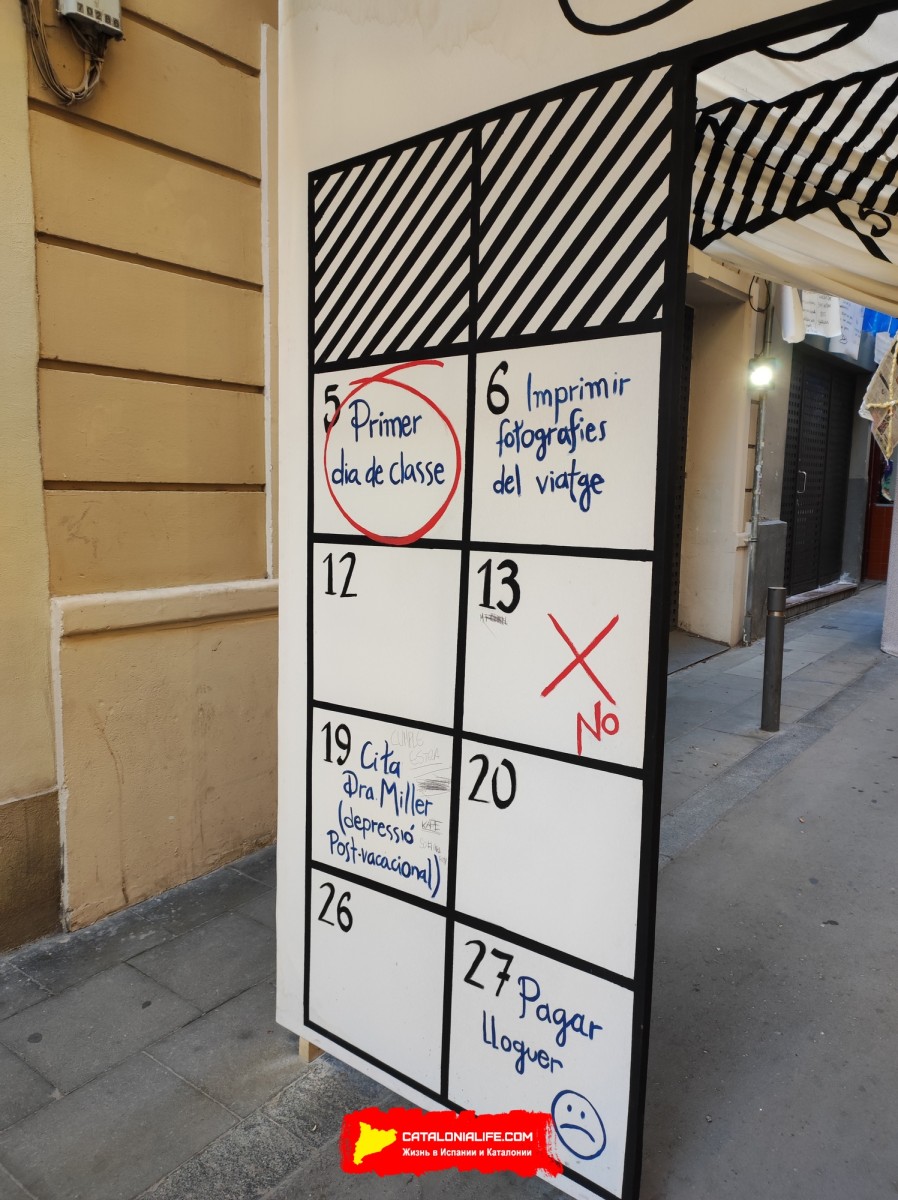 5 Primer
dia de classe
6 Imprimir
fotografies
del viatge
12
13
X
No
19 Cita
Dra. Miller
(depressió
Post-vacacional)
20
26
27 Pagar
lloguer
CATALONIALIFE.COM
Жизнь в Испании и Каталонии